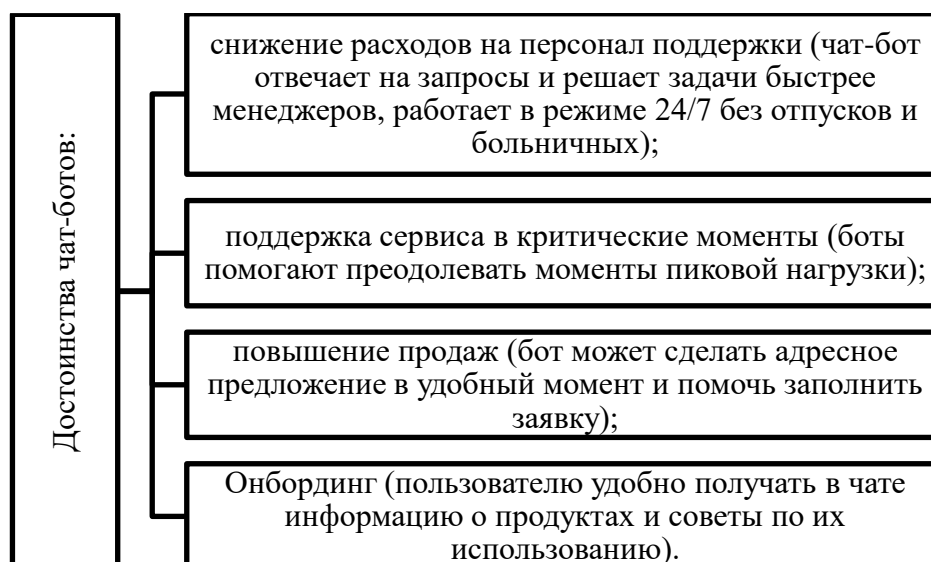 Достоинства чат-ботов:
снижение расходов на персонал поддержки (чат-бот
отвечает на запросы и решает задачи быстрее
менеджеров, работает в режиме 24/7 без отпусков и
больничных);
поддержка сервиса в критические моменты (боты
помогают преодолевать моменты пиковой нагрузки);
повышение продаж (бот может сделать адресное
предложение в удобный момент и помочь заполнить
заявку);
Онбординг (пользователю удобно получать в чате
информацию о продуктах и советы по их
использованию).